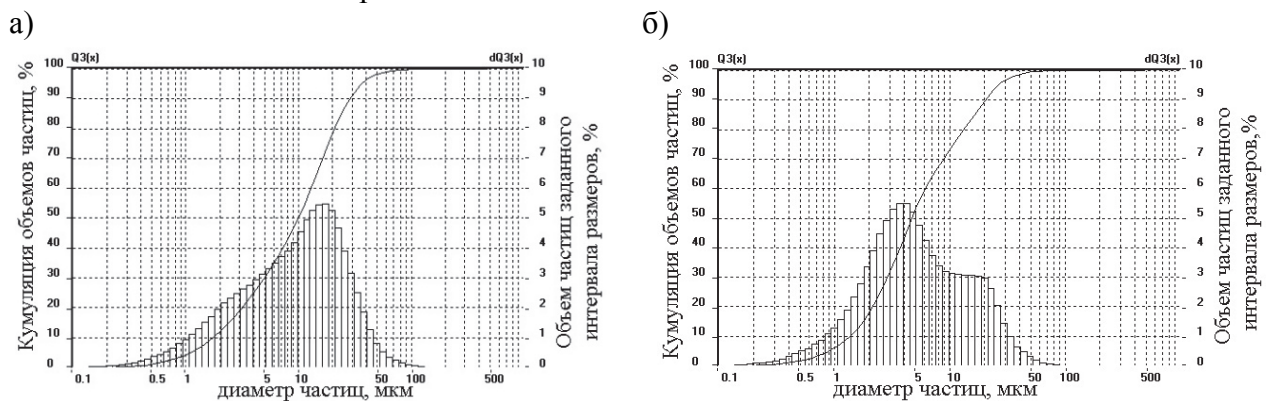 а)
Q3(x)
dQ3(x)
Кумуляция объемов частиц, %
100
90
80
70
60
50
40
30
20
10
0
10
9
8
7
6
5
4
3
2
1
0
Объем частиц заданного
интервала размеров, %
0.1 0.5 1 5 10 50 100 500
диаметр частиц, мкм
б)
Q3(x)
dQ3(x)
Кумуляция объемов частиц, %
100
90
80
70
60
50
40
30
20
10
0
10
9
8
7
6
5
4
3
2
1
0
Объем частиц заданного
интервала размеров,%
0.1 0.5 1 5 10 50 100 500
диаметр частиц, мкм